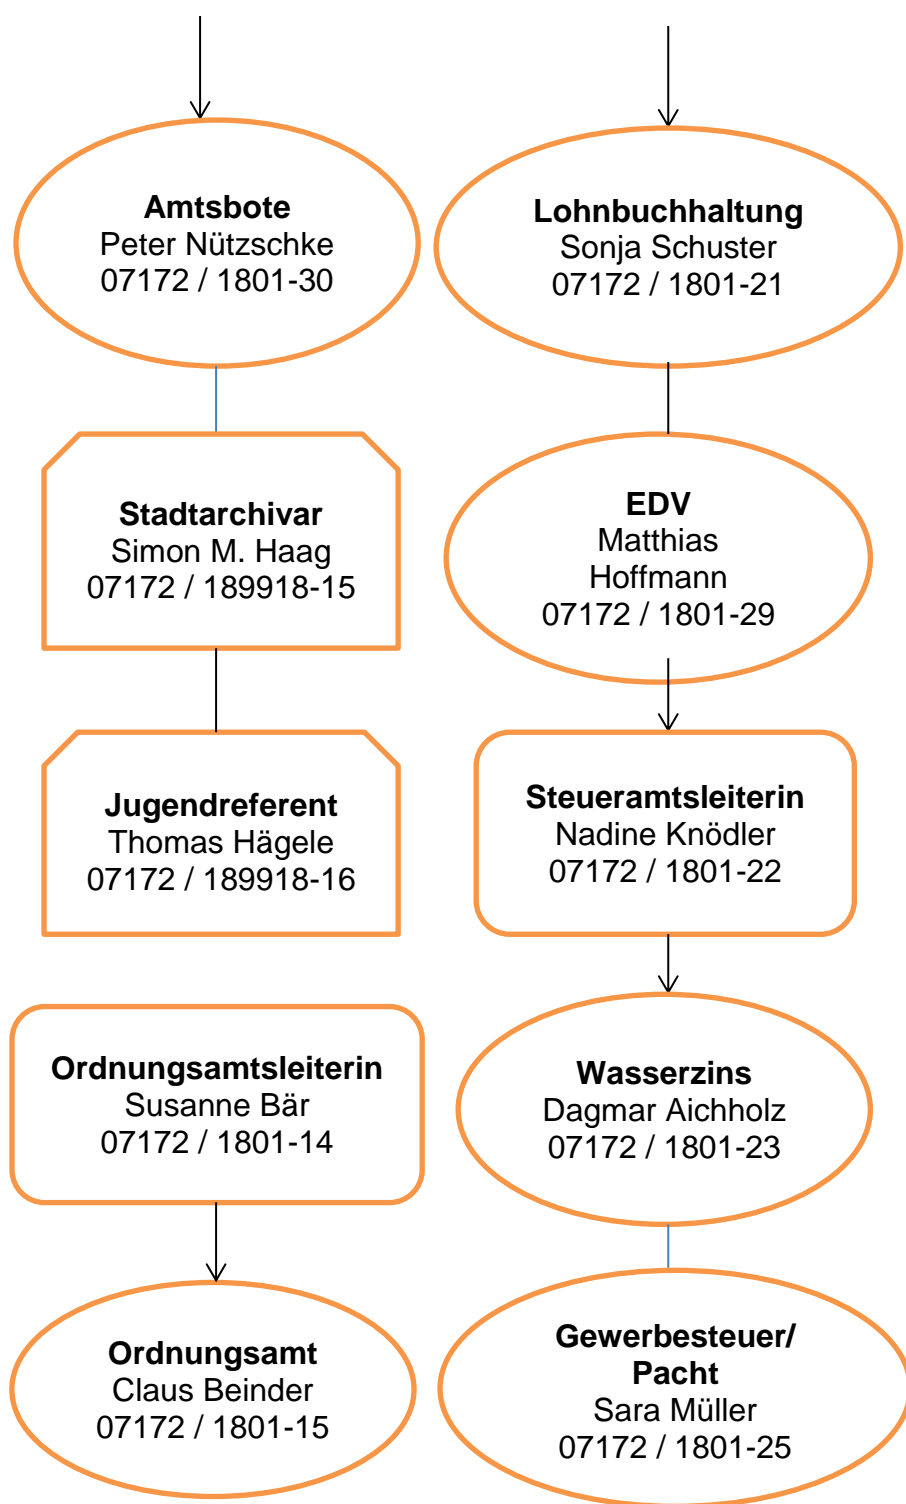 Amtsbote
Peter Nützschke
07172 / 1801-30
Stadtarchivar
Simon M. Haag
07172 / 189918-15
Jugendreferent
Thomas Hägele
07172 / 189918-16
Ordnungsamtsleiterin
Susanne Bär
07172 / 1801-14
Ordnungsamt
Claus Beinder
07172 / 1801-15
Lohnbuchhaltung
Sonja Schuster
07172 / 1801-21
EDV
Matthias
Hoffmann
07172 / 1801-29
Steueramtsleiterin
Nadine Knödler
07172 / 1801-22
Wasserzins
Dagmar Aichholz
07172 / 1801-23
Gewerbesteuer/
Pacht
Sara Müller
07172 / 1801-25